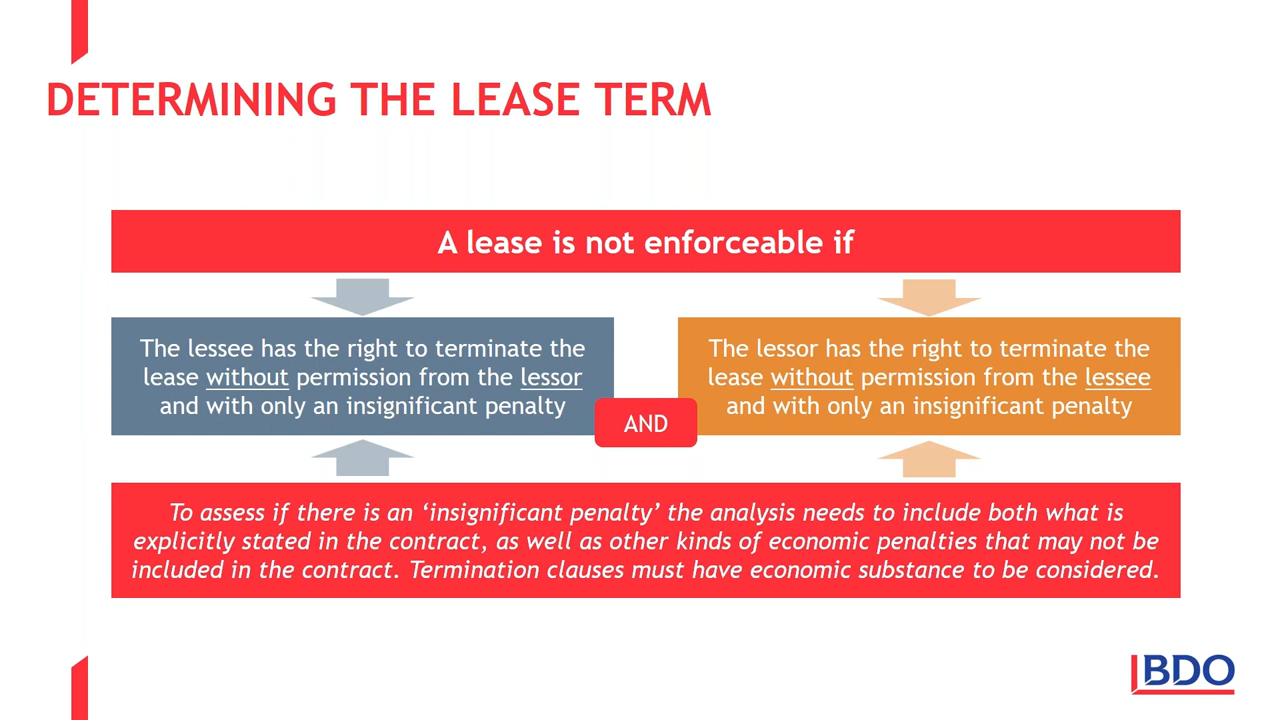 DETERMINING THE LEASE TERM
A lease is not enforceable if
The lessee has the right to terminate the
lease without permission from the lessor
and with only an insignificant penalty
AND
The lessor has the right to terminate the
lease without permission from the lessee
and with only an insignificant penalty
To assess if there is an ‘insignificant penalty’ the analysis needs to include both what is
explicitly stated in the contract, as well as other kinds of economic penalties that may not be
included in the contract. Termination clauses must have economic substance to be considered.
BDO